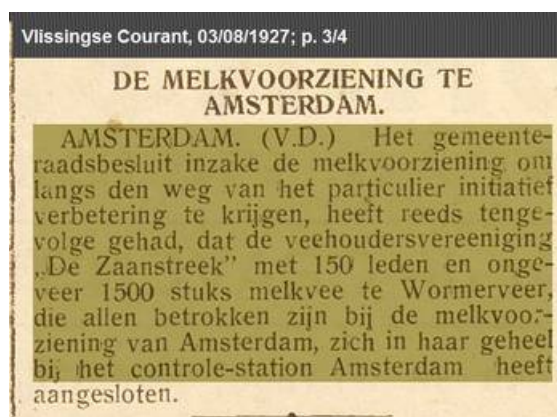 Vlissingse Courant, 03/08/1927; p. 3/4
DE MELKVOORZIENING TE
AMSTERDAM.
AMSTERDAM. (V.D.) Het gemeente-
raadsbesluit inzake de melkvoorziening om
langs den weg van het particulier initiatief
verbetering te krijgen, heeft reeds tenge-
volge gehad, dat de veehoudersvereeniging
„De Zaanstreek” met 150 leden en onge-
veer 1500 stuks melkvee te Wormerveer,
die allen betrokken zijn bij de melkvoor-
ziening van Amsterdam, zich in haar geheel
bij het controle-station Amsterdam heeft
aangesloten.